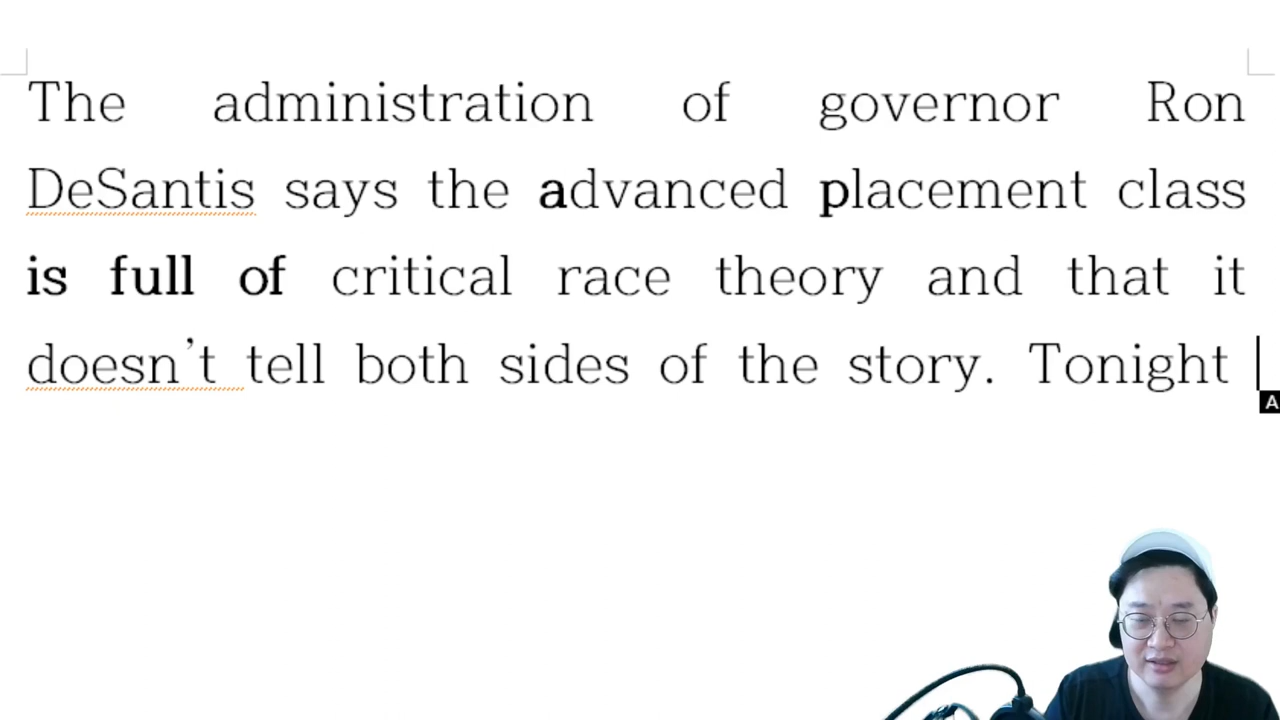 The administration of governor Ron
DeSantis says the advanced placement class
is full of critical race theory and that it
doesn't tell both sides of the story. Tonight
A